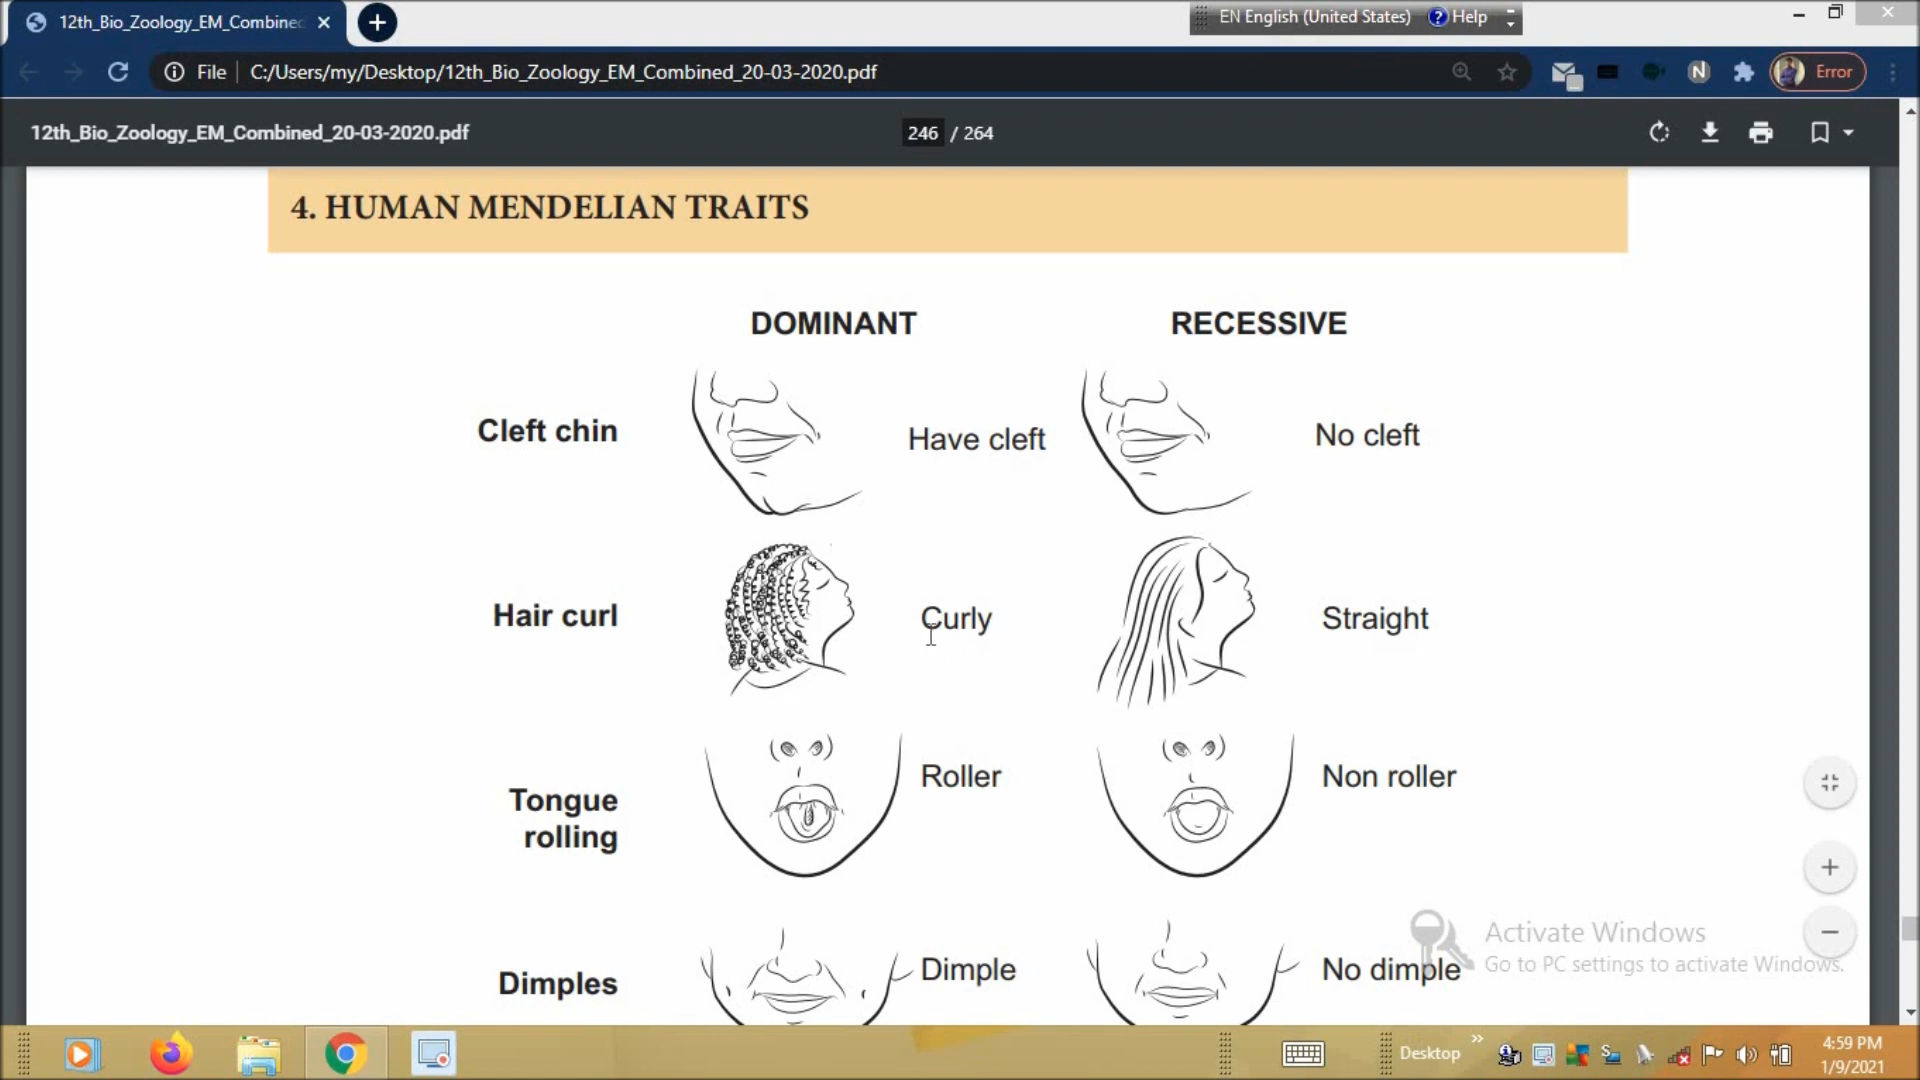 12th_Bio_Zoology_EM_Combine
EN English (United States) Help
File C:/Users/my/Desktop/12th_Bio_Zoology_EM_Combined_20-03-2020.pdf
N
Error
12th_Bio_Zoology_EM_Combined_20-03-2020.pdf
246 / 264
4. HUMAN MENDELIAN TRAITS
DOMINANT RECESSIVE
Cleft chin Have cleft No cleft
Hair curl Curly Straight
Tongue rolling Roller Non roller
Dimples Dimple No dimple
Activate Windows
Go to PC settings to activate Windows.
Desktop
4:59 PM
1/9/2021